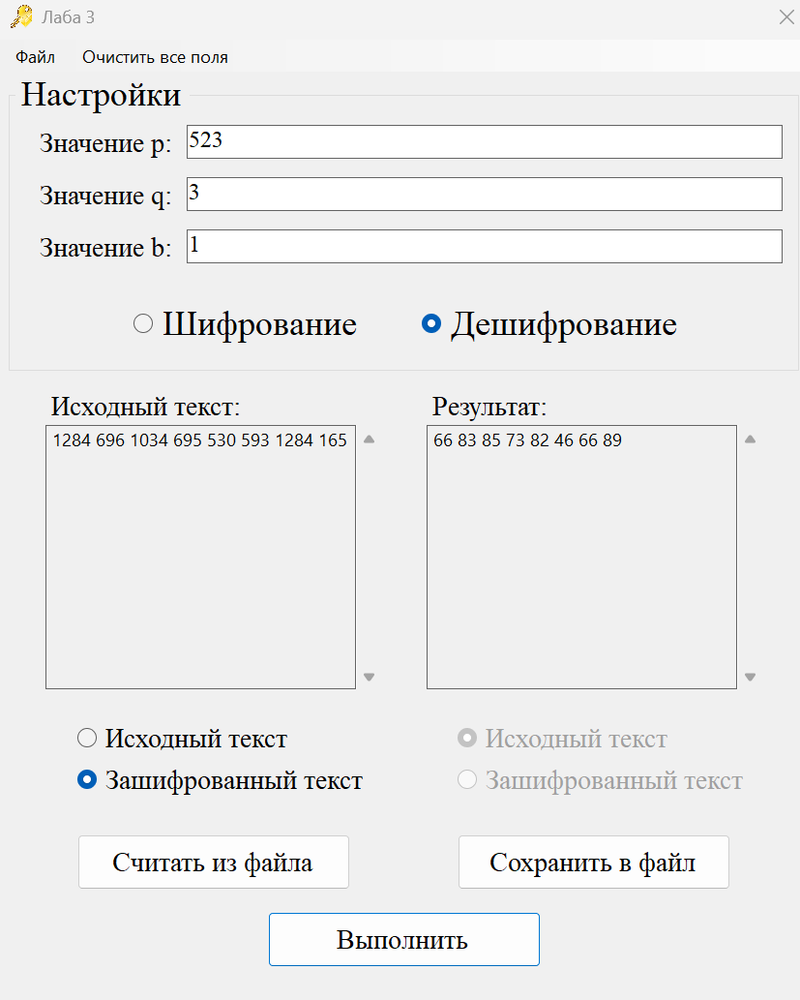 Лаба 3
Файл Очистить все поля
Настройки
Значение p: 523
Значение q: 3
Значение b: 1
Шифрование Дешифрование
Исходный текст: Результат:
1284 696 1034 695 530 593 1284 165 66 83 85 73 82 46 66 89
Исходный текст Исходный текст
Зашифрованный текст Зашифрованный текст
Считать из файла Сохранить в файл
Выполнить